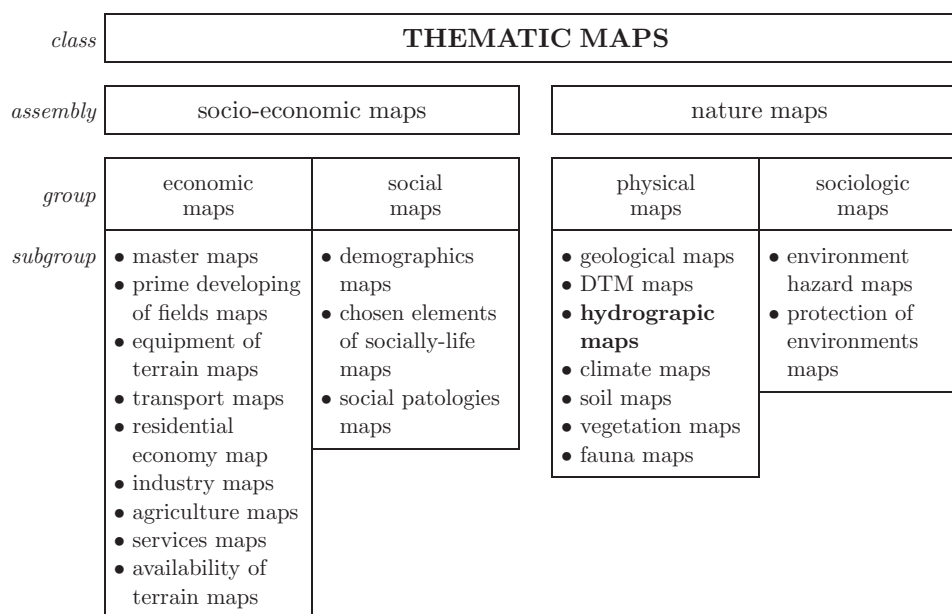 class
THEMATIC MAPS
assembly
socio-economic maps
nature maps
group
economic
maps
social
maps
physical
maps
sociologic
maps
subgroup
• master maps
• prime developing
of fields maps
• equipment of
terrain maps
• transport maps
• residential
economy map
• industry maps
• agriculture maps
• services maps
• availability of
terrain maps
• demographics
maps
• chosen elements
of socially-life
maps
• social patologies
maps
• geological maps
• DTM maps
• hydrograpic
maps
• climate maps
• soil maps
• vegetation maps
• fauna maps
• environment
hazard maps
• protection of
environments
maps